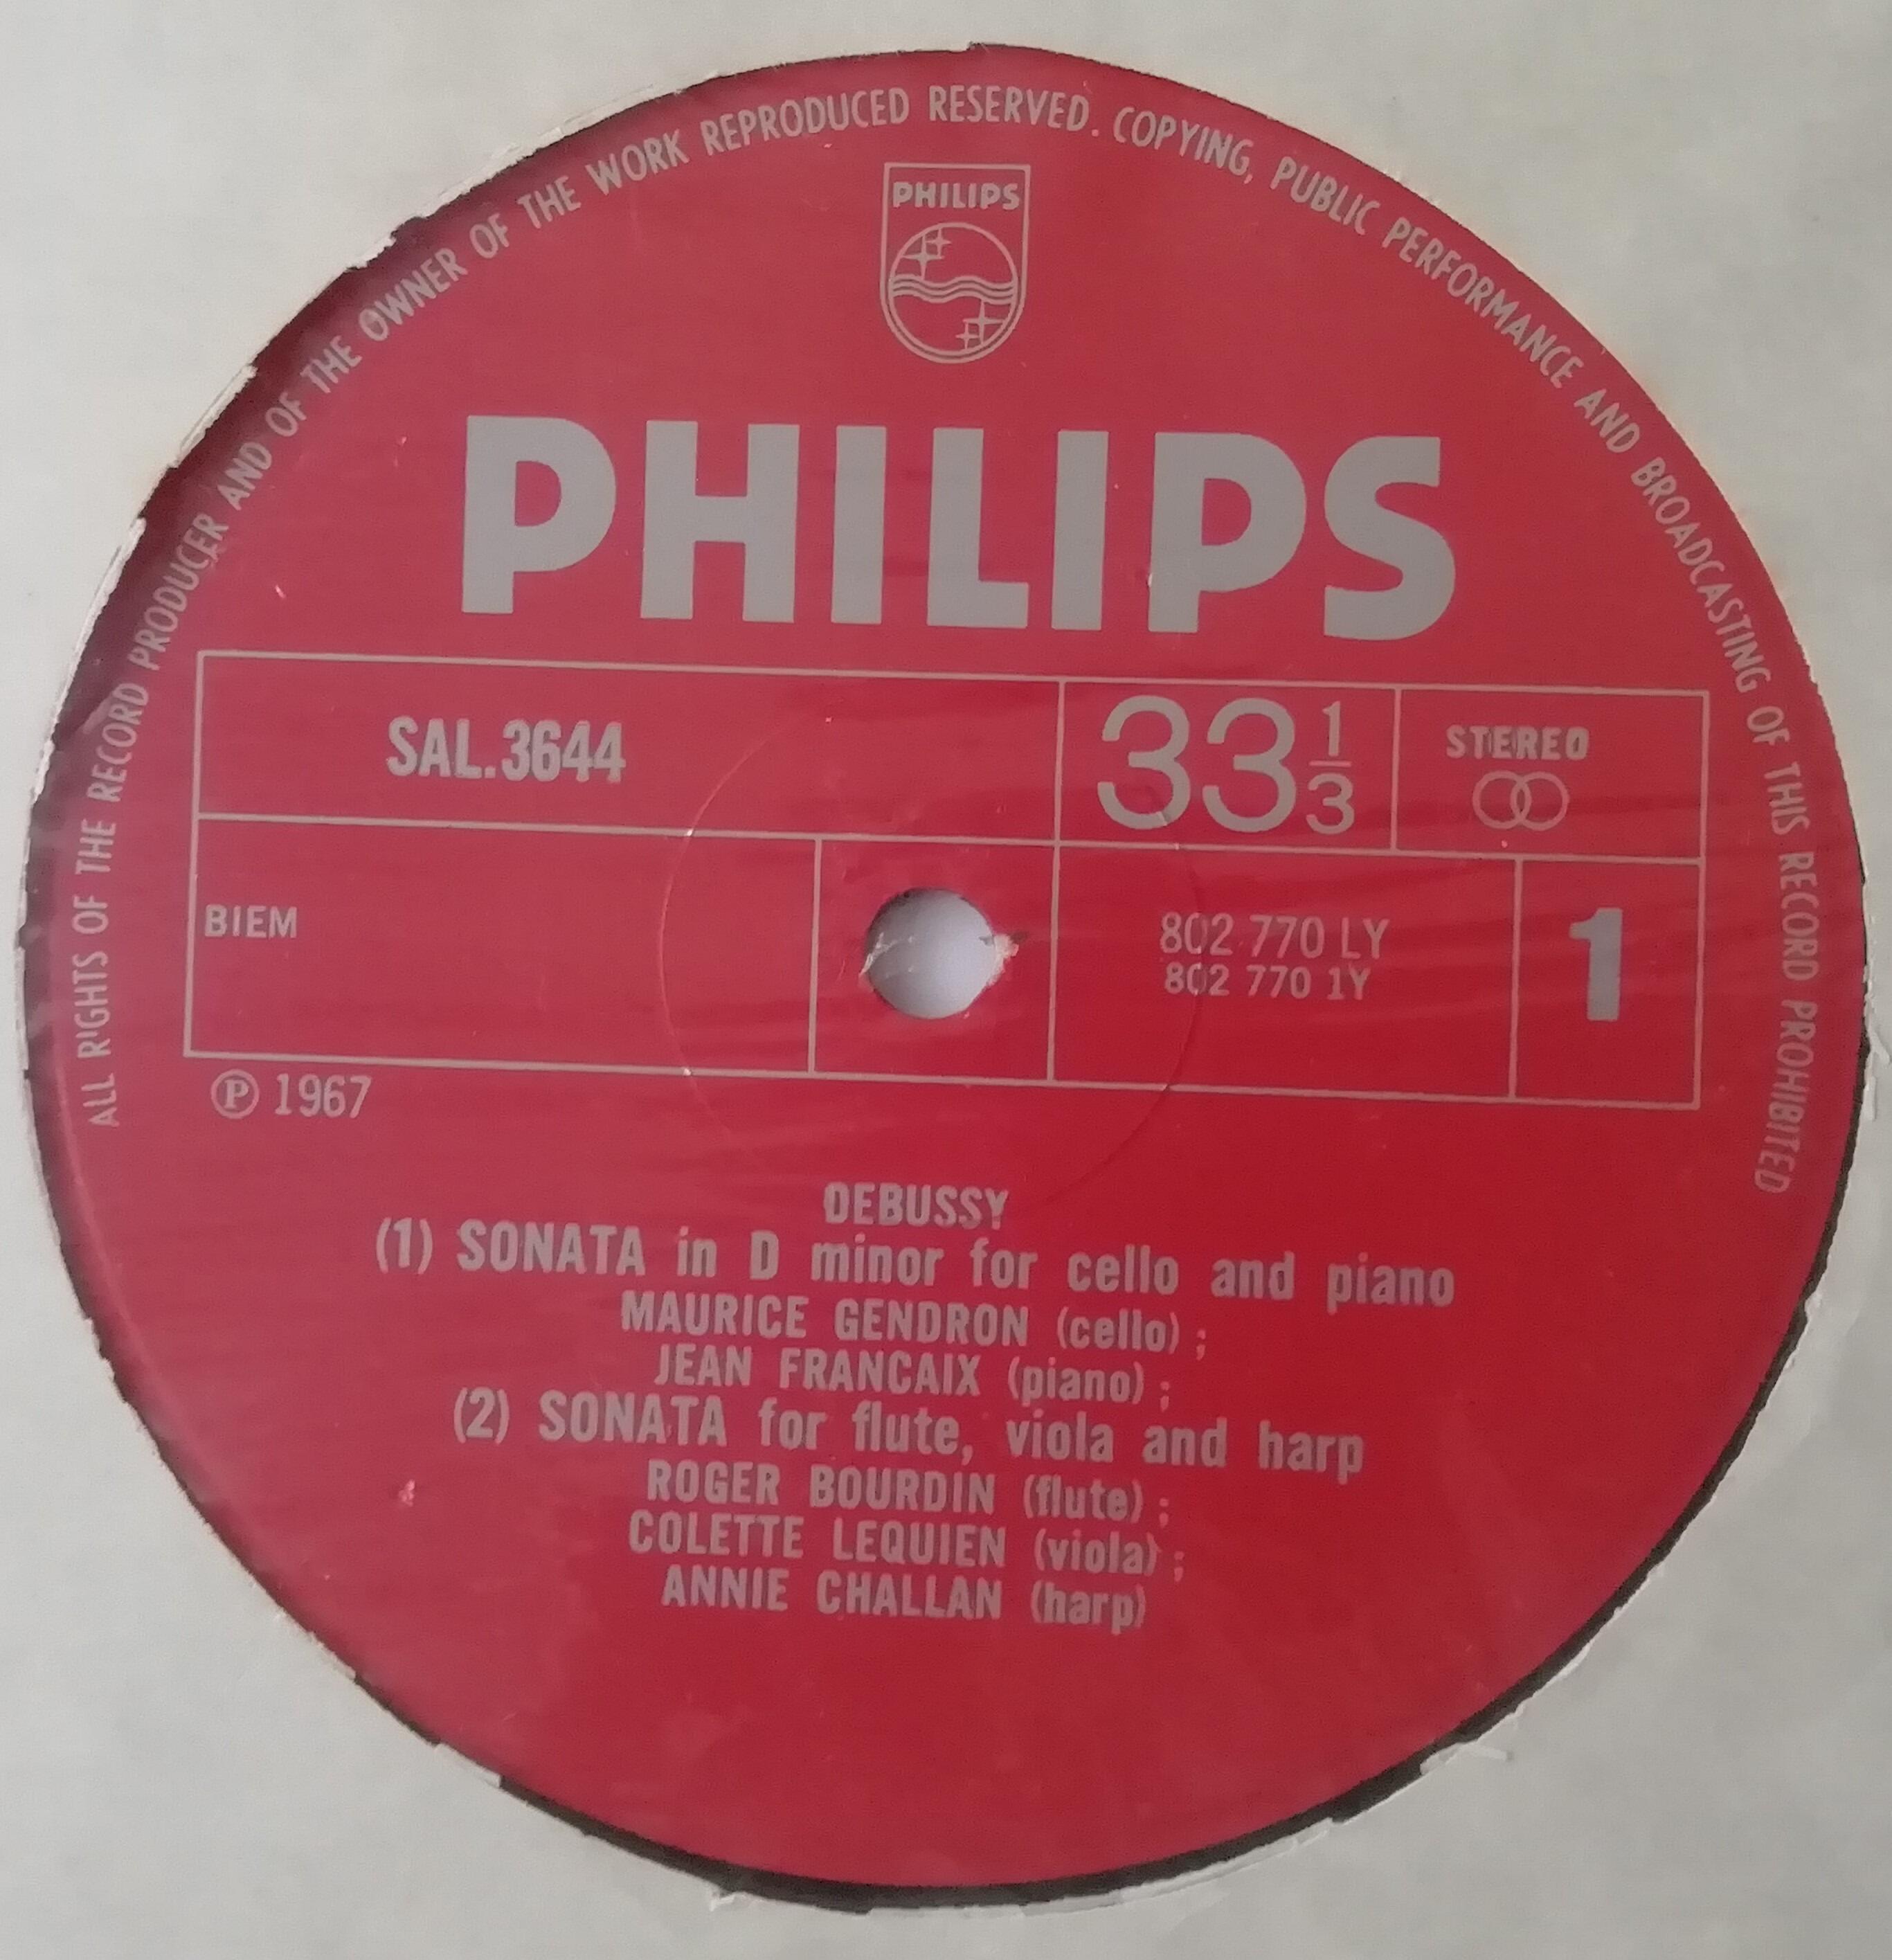 ALL RIGHTS OF THE RECORD PRODUCER AND OF THE OWNER OF THE WORK REPRODUCED RESERVED. COPYING, PUBLIC PERFORMANCE AND BROADCASTING OF THIS RECORD PROHIBITED
PHILIPS
PHILIPS
SAL.3644
33 1/3
STEREO
BIEM
802 770 LY
802 770 1Y
1
℗ 1967
DEBUSSY
(1) SONATA in D minor for cello and piano
MAURICE GENDRON (cello) ;
JEAN FRANCAIX (piano) ;
(2) SONATA for flute, viola and harp
ROGER BOURDIN (flute) ;
COLETTE LEQUIEN (viola) ;
ANNIE CHALLAN (harp)